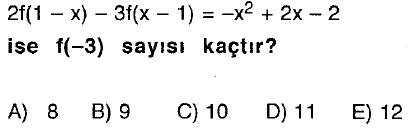 2f(1 − x) − 3f(x − 1) = −x² + 2x − 2
ise f(−3) sayısı kaçtır?
A) 8 B) 9 C) 10 D) 11 E) 12